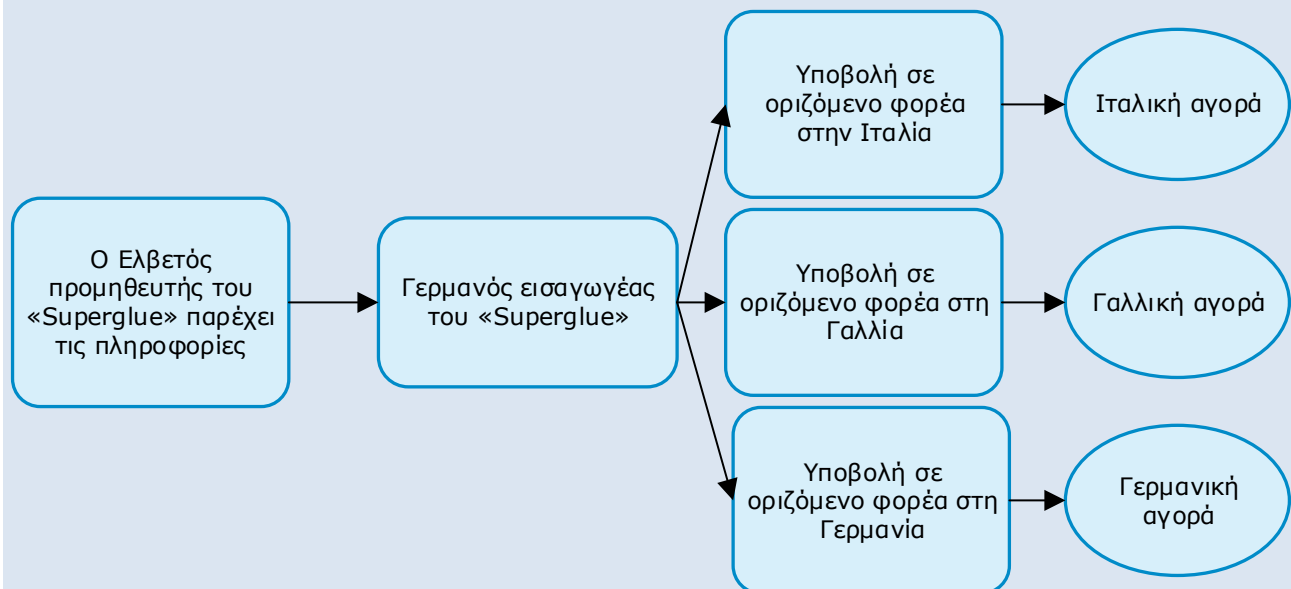 Ο Ελβετός
προμηθευτής του
«Superglue» παρέχει
τις πληροφορίες
Γερμανός εισαγωγέας
του «Superglue»
Υποβολή σε
οριζόμενο φορέα
στην Ιταλία
Ιταλική αγορά
Υποβολή σε
οριζόμενο φορέα στη
Γαλλία
Γαλλική αγορά
Υποβολή σε
οριζόμενο φορέα στη
Γερμανία
Γερμανική
αγορά